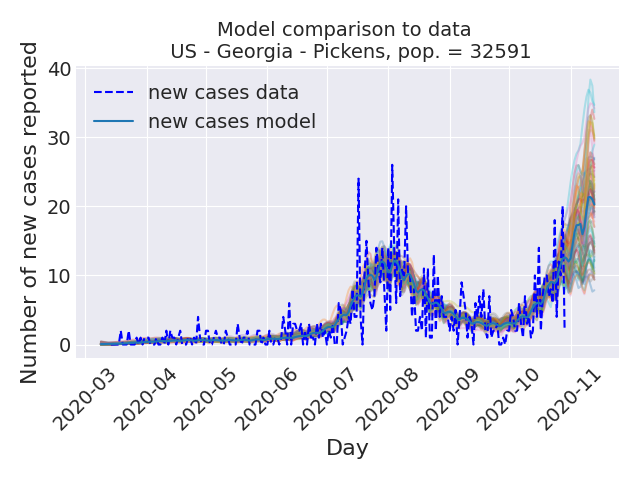 Model comparison to data
US - Georgia - Pickens, pop. = 32591
Number of new cases reported
40
30
20
10
0
new cases data
new cases model
2020-03
2020-04
2020-05
2020-06
2020-07
2020-08
2020-09
2020-10
2020-11
Day